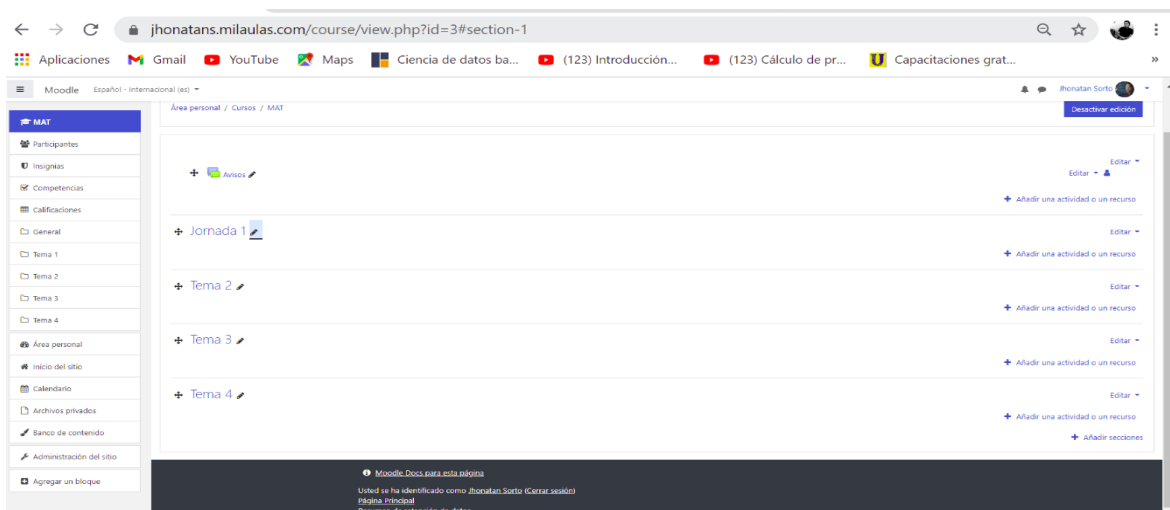 jhonatans.milaulas.com/course/view.php?id=3#section-1
Aplicaciones Gmail YouTube Maps Ciencia de datos ba... (123) Introducción... (123) Cálculo de pr... Capacitaciones grat... »
Moodle Español - Internacional (es) Jhonatan Sorto
Área personal / Cursos / MAT
Desactivar edición
MAT
Participantes
Insignias
Competencias
Calificaciones
General
Tema 1
Tema 2
Tema 3
Tema 4
Área personal
Inicio del sitio
Calendario
Archivos privados
Banco de contenido
Administración del sitio
Agregar un bloque
Editar
Avisos Editar
Añadir una actividad o un recurso
Jornada 1 Editar
Añadir una actividad o un recurso
Tema 2 Editar
Añadir una actividad o un recurso
Tema 3 Editar
Añadir una actividad o un recurso
Tema 4 Editar
Añadir una actividad o un recurso
Añadir secciones
Moodle Docs para esta página
Usted se ha identificado como Jhonatan Sorto (Cerrar sesión)
Página Principal
Resumen de retención de datos